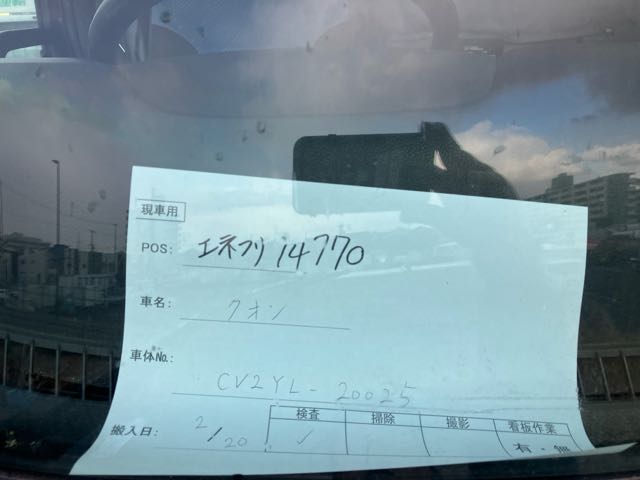 現車用
POS: エネフリ 14770
車名: クオン
車体No.: CV2YL-20025
搬入日: 2/20
検査 掃除 撮影 看板作業
✓ 有・無